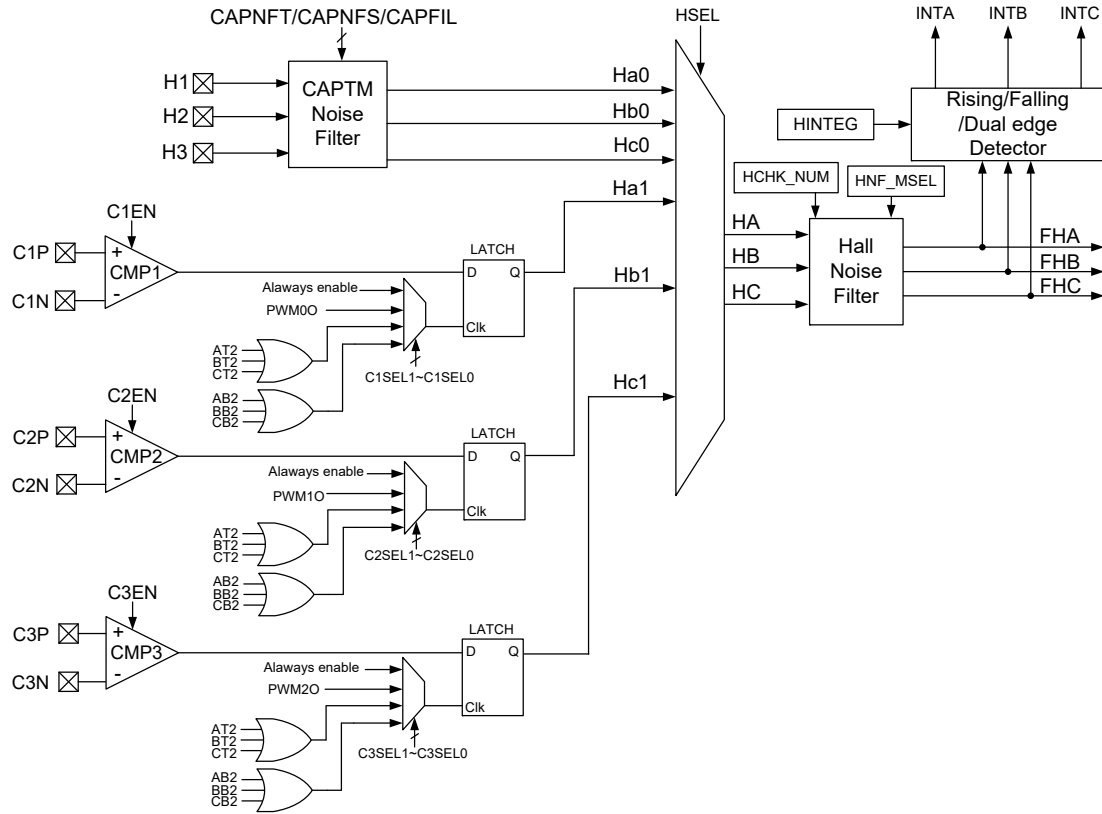 CAPNFT/CAPNFS/CAPFIL
HSEL
INTA
INTB
INTC
H1
H2
H3
CAPTM
Noise
Filter
Ha0
Hb0
Hc0
HINTEG
Rising/Falling
/Dual edge
Detector
HCHK_NUM
HNF_MSEL
Ha1
HA
HB
HC
Hall
Noise
Filter
FHA
FHB
FHC
C1EN
C1P
C1N
+
CMP1
-
LATCH
D
Q
Clk
Alaways enable
PWM0O
AT2
BT2
CT2
AB2
BB2
CB2
C1SEL1~C1SEL0
Hb1
C2EN
C2P
C2N
+
CMP2
-
LATCH
D
Q
Clk
Alaways enable
PWM1O
AT2
BT2
CT2
AB2
BB2
CB2
C2SEL1~C2SEL0
Hc1
C3EN
C3P
C3N
+
CMP3
-
LATCH
D
Q
Clk
Alaways enable
PWM2O
AT2
BT2
CT2
AB2
BB2
CB2
C3SEL1~C3SEL0